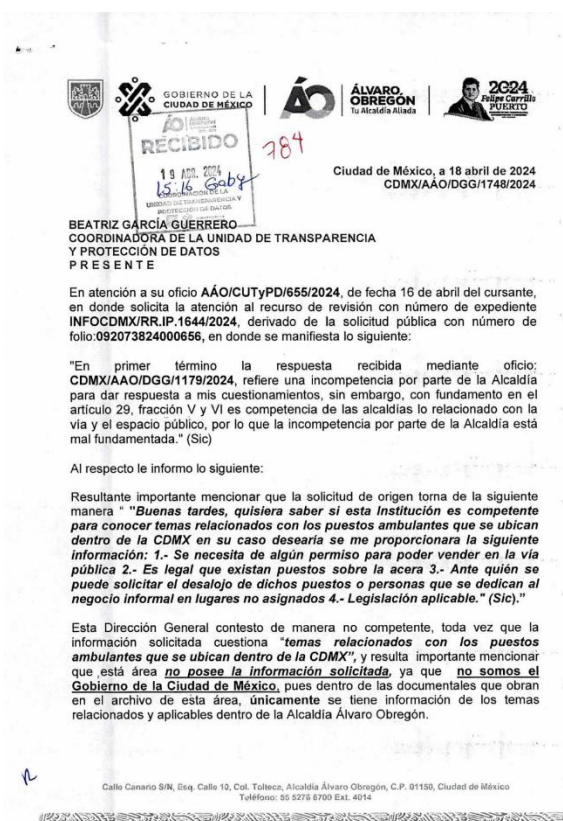 GOBIERNO DE LA
CIUDAD DE MÉXICO
ÁO
ÁLVARO
OBREGÓN
Tu Alcaldía Aliada
2024
Felipe Carrillo
PUERTO
ÁO
RECIBIDO
19 ABR. 2024
15:16 Gaby
COORDINACIÓN DE LA
UNIDAD DE TRANSPARENCIA Y
PROTECCIÓN DE DATOS
784
Ciudad de México, a 18 abril de 2024
CDMX/AÁO/DGG/1748/2024
BEATRIZ GARCÍA GUERRERO
COORDINADORA DE LA UNIDAD DE TRANSPARENCIA
Y PROTECCIÓN DE DATOS
P R E S E N T E
En atención a su oficio AÁO/CUTyPD/655/2024, de fecha 16 de abril del cursante,
en donde solicita la atención al recurso de revisión con número de expediente
INFOCDMX/RR.IP.1644/2024, derivado de la solicitud pública con número de
folio:092073824000656, en donde se manifiesta lo siguiente:
"En primer término la respuesta recibida mediante oficio:
CDMX/AAO/DGG/1179/2024, refiere una incompetencia por parte de la Alcaldía
para dar respuesta a mis cuestionamientos, sin embargo, con fundamento en el
artículo 29, fracción V y VI es competencia de las alcaldías lo relacionado con la
vía y el espacio público, por lo que la incompetencia por parte de la Alcaldía está
mal fundamentada." (Sic)
Al respecto le informo lo siguiente:
Resultante importante mencionar que la solicitud de origen torna de la siguiente
manera " "Buenas tardes, quisiera saber si esta Institución es competente
para conocer temas relacionados con los puestos ambulantes que se ubican
dentro de la CDMX en su caso desearía se me proporcionara la siguiente
información: 1.- Se necesita de algún permiso para poder vender en la vía
pública 2.- Es legal que existan puestos sobre la acera 3.- Ante quién se
puede solicitar el desalojo de dichos puestos o personas que se dedican al
negocio informal en lugares no asignados 4.- Legislación aplicable." (Sic)."
Esta Dirección General contesto de manera no competente, toda vez que la
información solicitada cuestiona "temas relacionados con los puestos
ambulantes que se ubican dentro de la CDMX", y resulta importante mencionar
que está área no posee la información solicitada, ya que no somos el
Gobierno de la Ciudad de México, pues dentro de las documentales que obran
en el archivo de esta área, únicamente se tiene información de los temas
relacionados y aplicables dentro de la Alcaldía Álvaro Obregón.
Calle Canario S/N, Esq. Calle 10, Col. Tolteca, Alcaldía Álvaro Obregón, C.P. 01150, Ciudad de México
Teléfono: 55 5276 6700 Ext. 4014